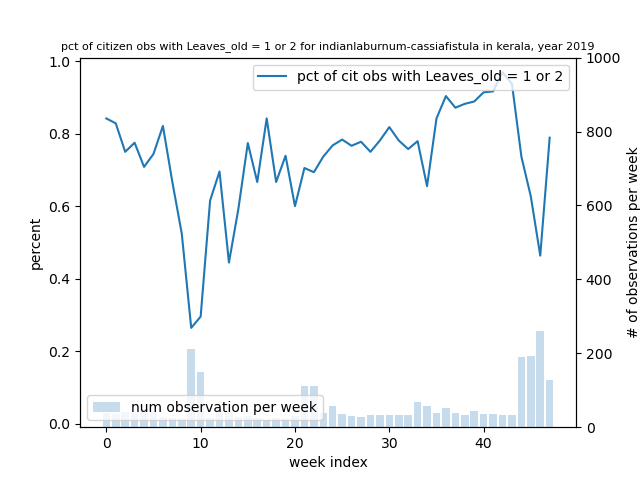 pct of citizen obs with Leaves_old = 1 or 2 for indianlaburnum-cassiafistula in kerala, year 2019
pct of cit obs with Leaves_old = 1 or 2
1.0
0.8
0.6
0.4
0.2
0.0
percent
1000
800
600
400
200
0
# of observations per week
num observation per week
0
10
20
30
40
week index